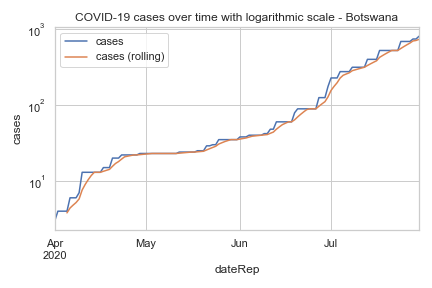 COVID-19 cases over time with logarithmic scale - Botswana
cases
cases (rolling)
10³
10²
10¹
cases
Apr
2020
May
Jun
Jul
dateRep